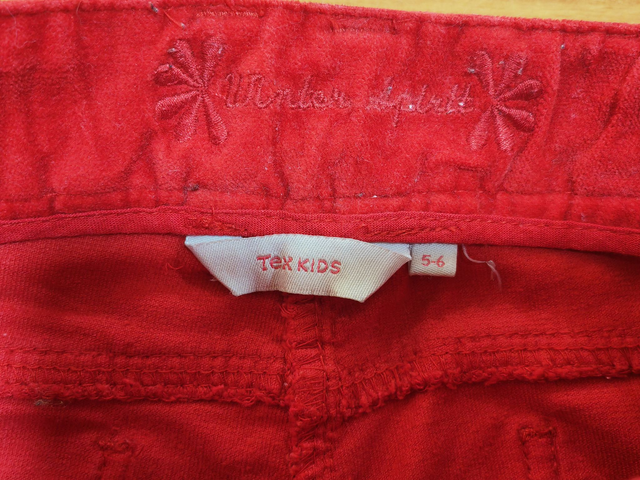 Winter Spirit
Tex KIDS
5-6